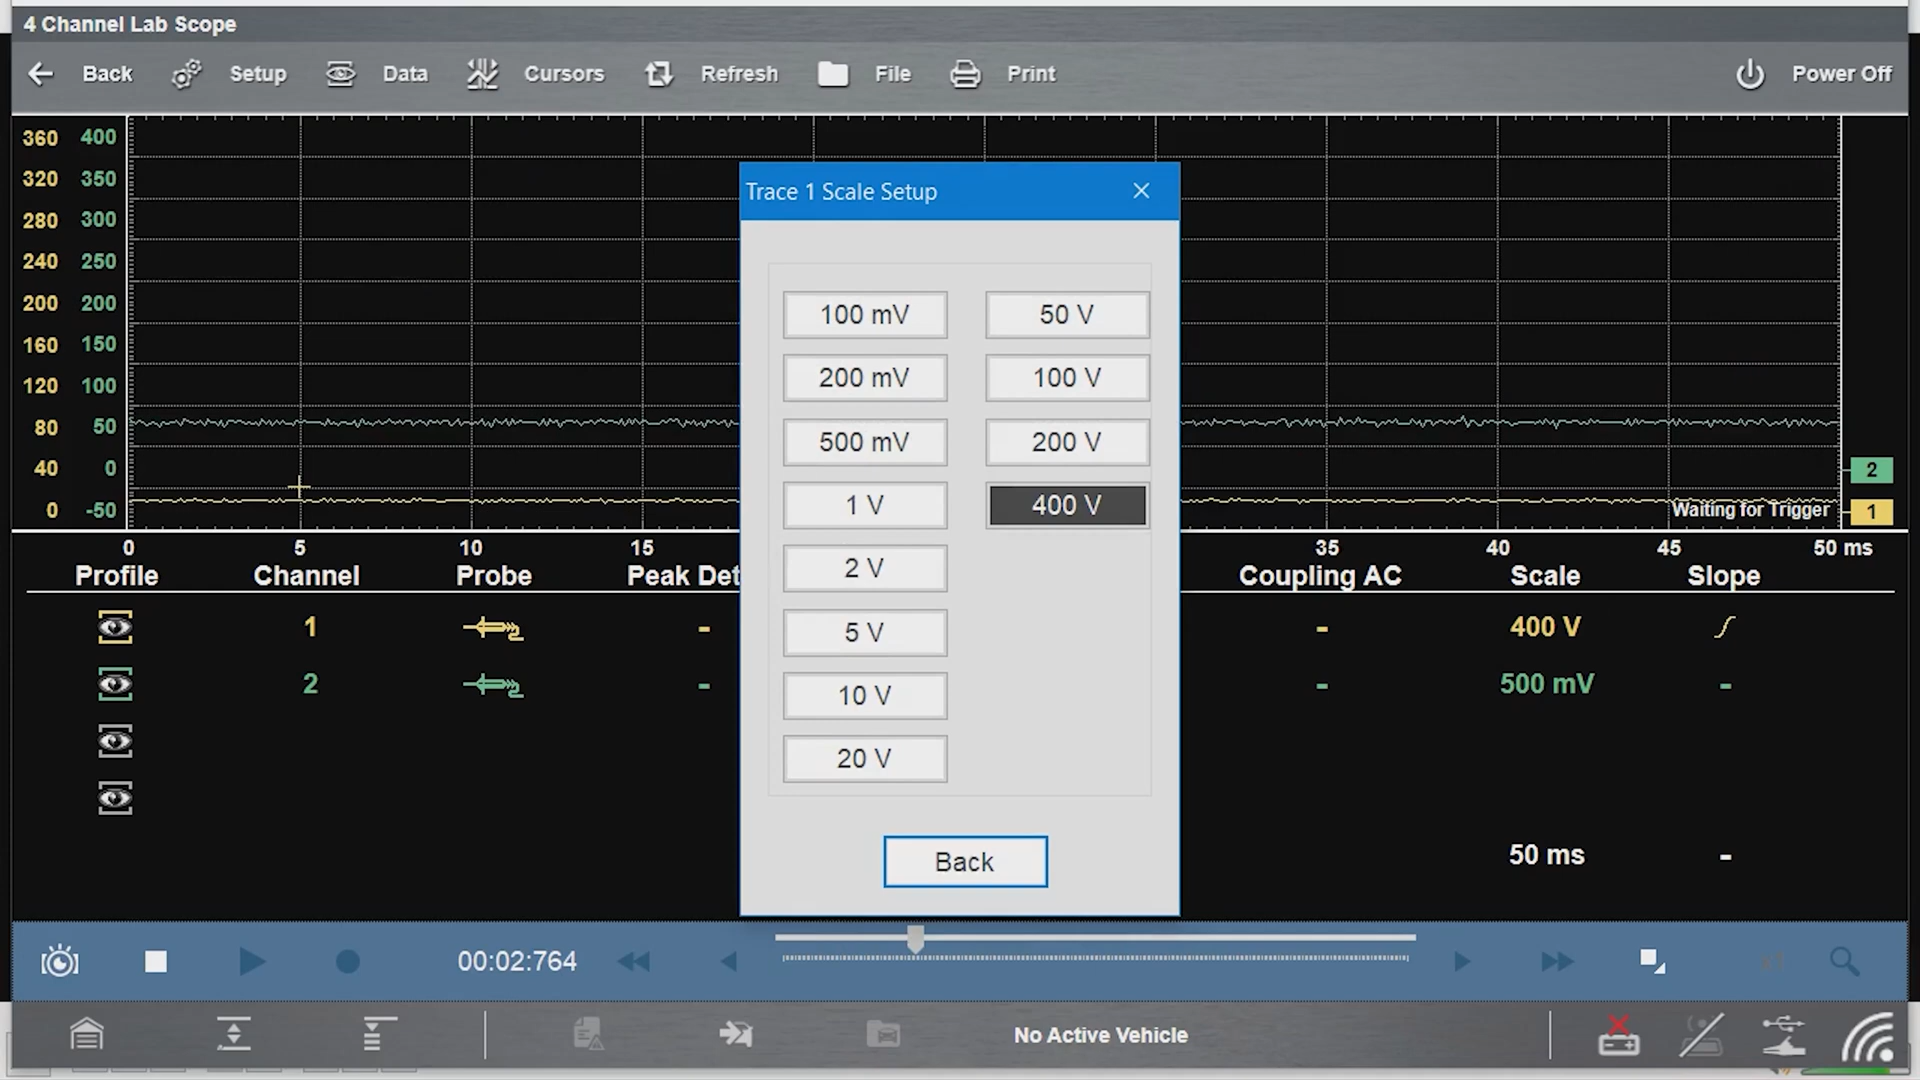 4 Channel Lab Scope
Back Setup Data Cursors Refresh File Print Power Off
360 400
320 350
280 300
240 250
200 200
160 150
120 100
80 50
40 0
0 -50
Trace 1 Scale Setup
100 mV 50 V
200 mV 100 V
500 mV 200 V
1 V 400 V
2 V
5 V
10 V
20 V
Back
2
Waiting for Trigger 1
0 5 10 15 35 40 45 50 ms
Profile Channel Probe Peak Det Coupling AC Scale Slope
1 - - 400 V
2 - - 500 mV -
50 ms -
00:02:764
No Active Vehicle